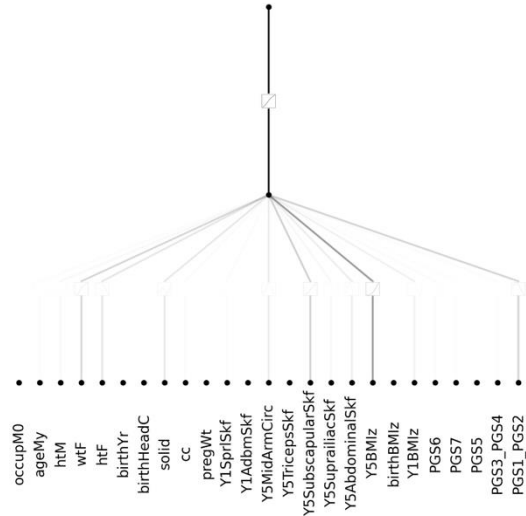 occupM0
ageMy
htM
wtF
htF
birthYr
birthHeadC
solid
cc
pregWt
Y1SprlSkf
Y1AdbmSkf
Y5MidArmCirc
Y5TricepsSkf
Y5SubscapularSkf
Y5SuprailiacSkf
Y5AbdominalSkf
Y5BMIz
birthBMIz
Y1BMIz
PGS6
PGS7
PGS5
PGS3_PGS4
PGS1_PGS2